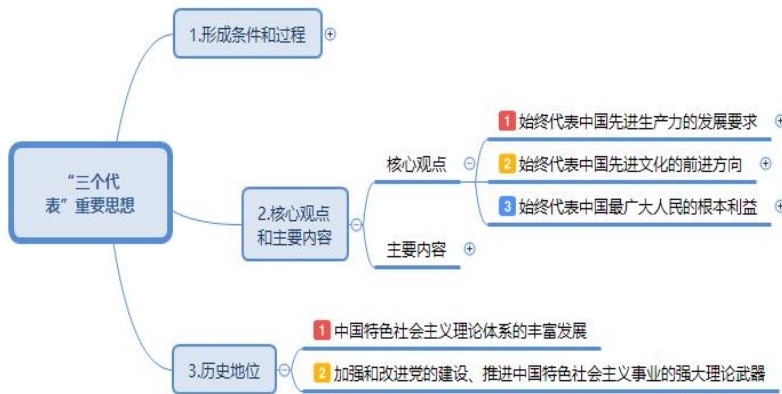 1.形成条件和过程
“三个代
表”重要思想
2.核心观点
和主要内容
核心观点
1 始终代表中国先进生产力的发展要求
2 始终代表中国先进文化的前进方向
3 始终代表中国最广大人民的根本利益
主要内容
3.历史地位
1 中国特色社会主义理论体系的丰富发展
2 加强和改进党的建设、推进中国特色社会主义事业的强大理论武器